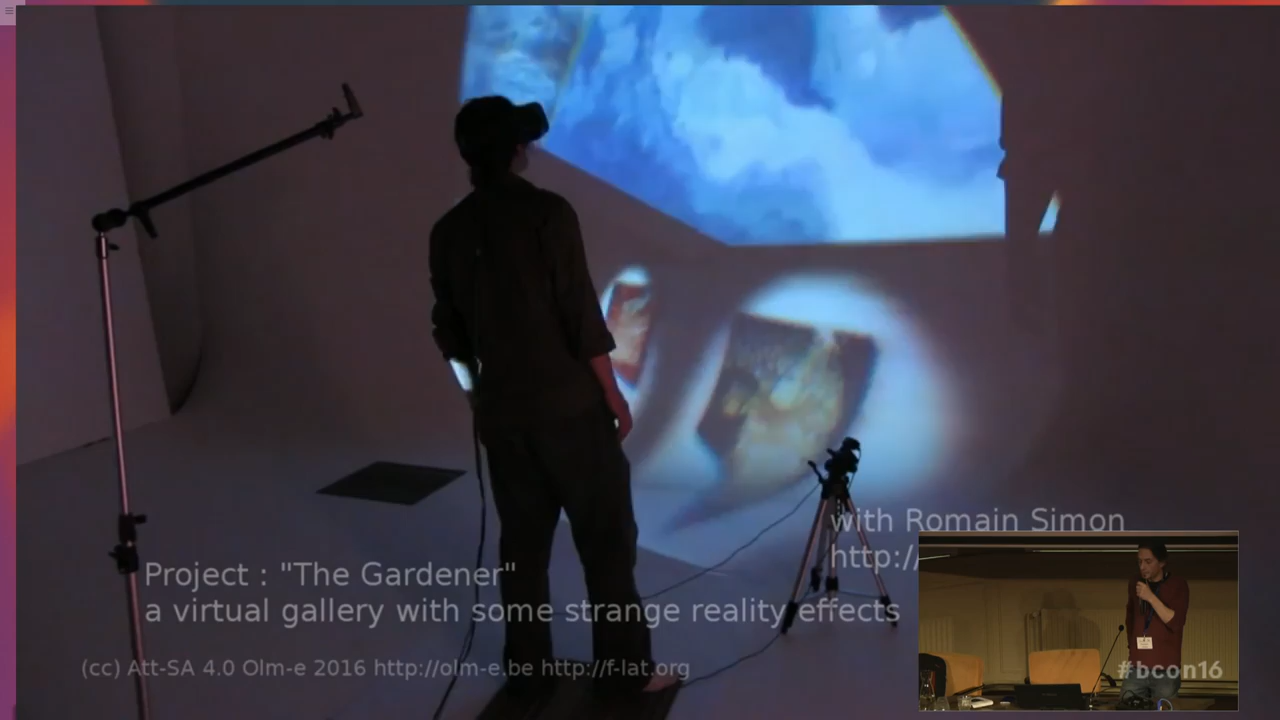 with Romain Simon
http://
Project : "The Gardener"
a virtual gallery with some strange reality effects
(cc) Att-SA 4.0 Olm-e 2016 http://olm-e.be http://f-lat.org
#bcon16